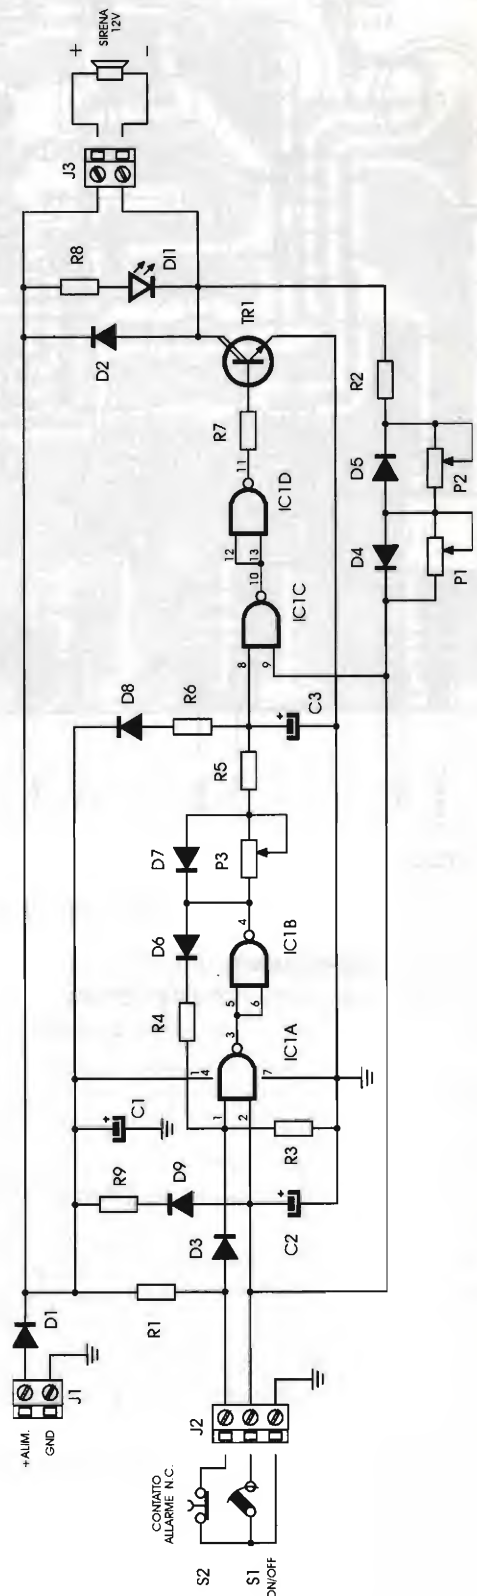 SIRENA
12V
+
−
J3
R8
DI1
D2
TR1
R7
11
IC1D
12
13
10
IC1C
8
9
R2
D5
P2
D4
P1
D8
R6
C3
+
R5
D7
P3
D6
4
IC1B
5
6
R4
3
IC1A
14
7
1
2
C1
+
R3
R9
D9
C2
+
D3
R1
D1
J1
+ALIM.
GND
J2
CONTATTO
ALLARME N.C.
S2
S1
ON/OFF